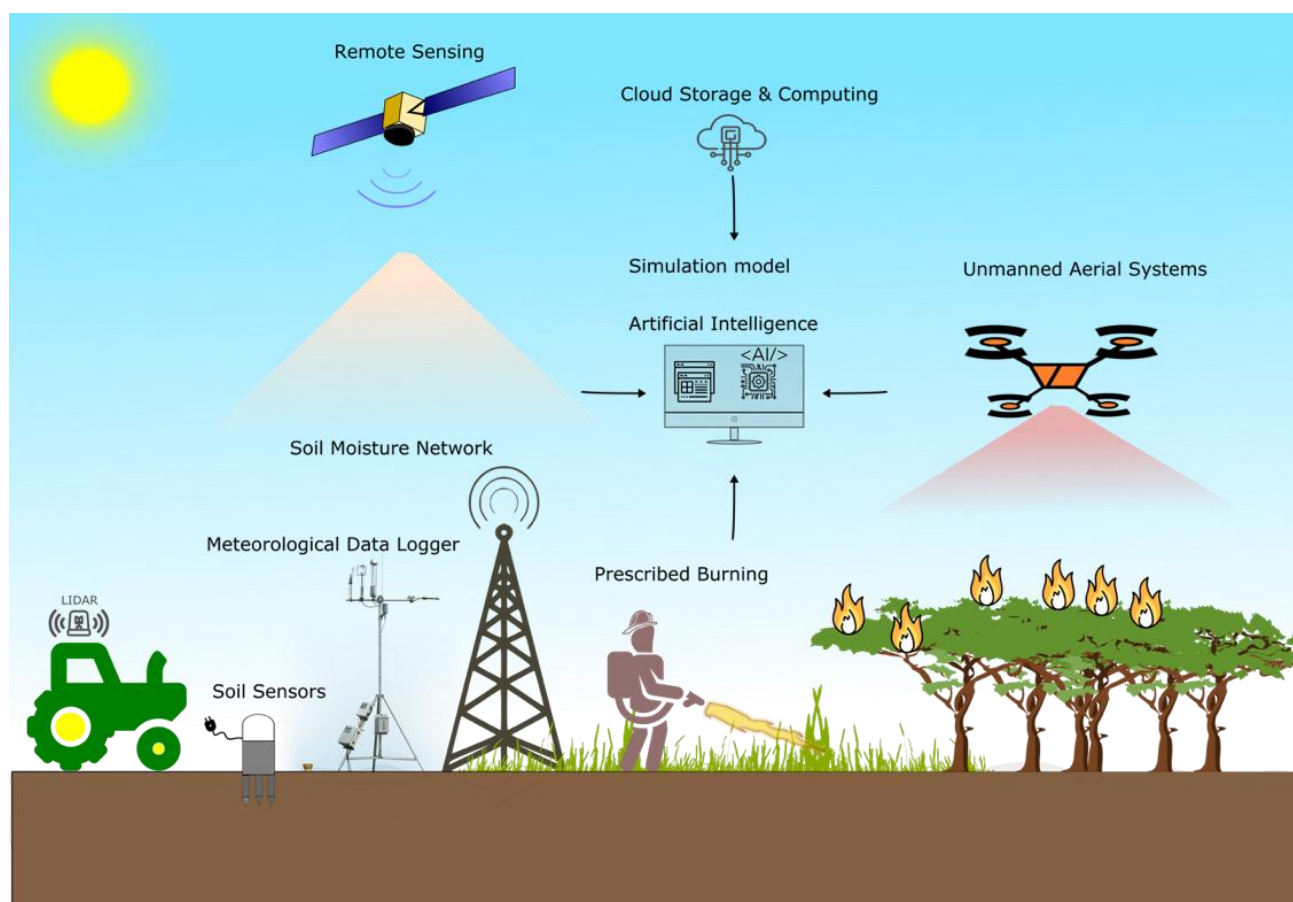 Remote Sensing
Cloud Storage & Computing
Simulation model
Unmanned Aerial Systems
Artificial Intelligence
<AI/>
Soil Moisture Network
Meteorological Data Logger
Prescribed Burning
LIDAR
Soil Sensors